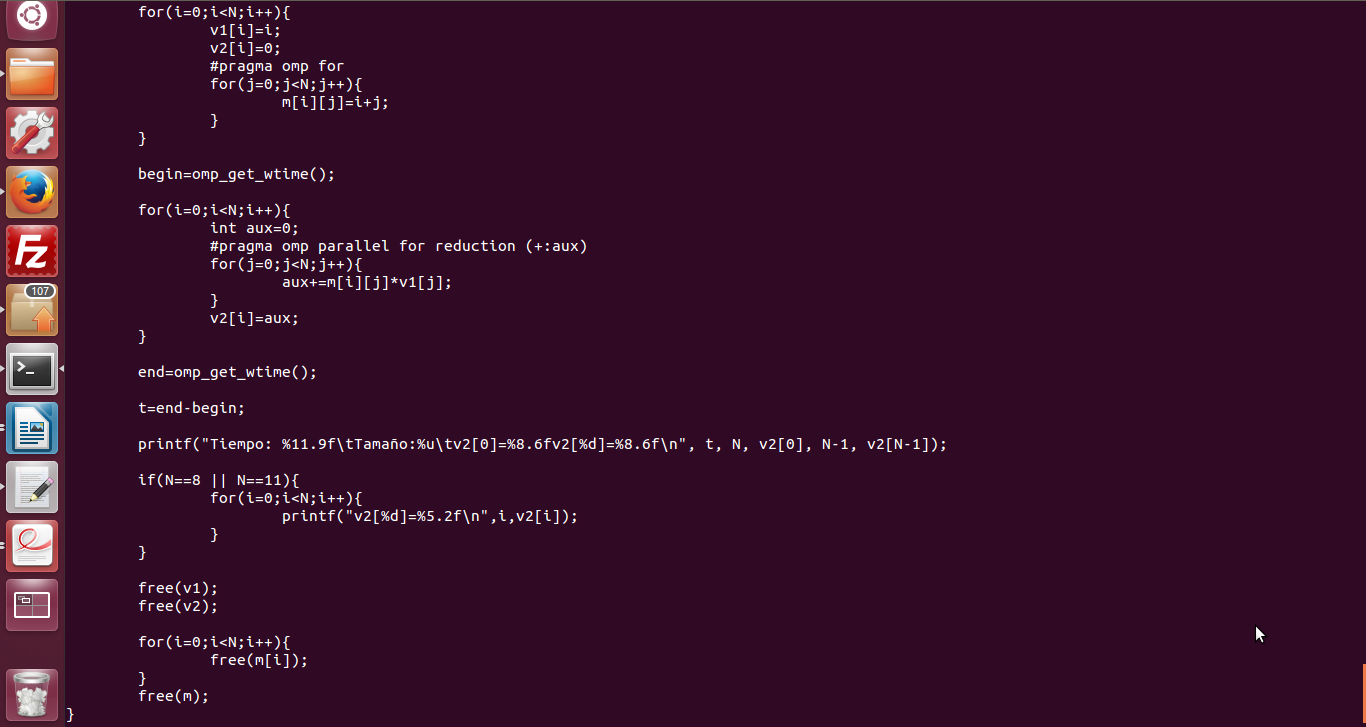 for(i=0;i<N;i++){
v1[i]=i;
v2[i]=0;
#pragma omp for
for(j=0;j<N;j++){
m[i][j]=i+j;
}
}
begin=omp_get_wtime();
for(i=0;i<N;i++){
int aux=0;
#pragma omp parallel for reduction (+:aux)
for(j=0;j<N;j++){
aux+=m[i][j]*v1[j];
}
v2[i]=aux;
}
end=omp_get_wtime();
t=end-begin;
printf("Tiempo: %11.9f\tTamaño:%u\tv2[0]=%8.6fv2[%d]=%8.6f\n", t, N, v2[0], N-1, v2[N-1]);
if(N==8 || N==11){
for(i=0;i<N;i++){
printf("v2[%d]=%5.2f\n",i,v2[i]);
}
}
free(v1);
free(v2);
for(i=0;i<N;i++){
free(m[i]);
}
free(m);
}
Fz
107
>_